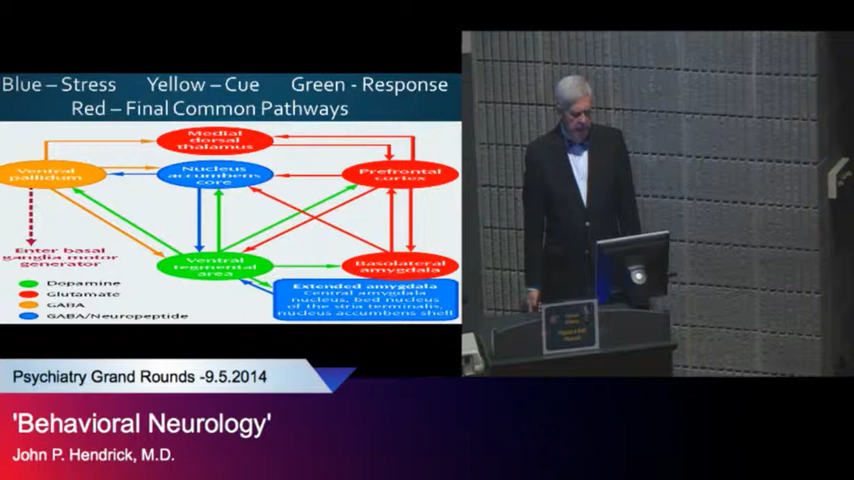 Blue – Stress Yellow – Cue Green - Response
Red – Final Common Pathways
Medial
dorsal
thalamus
Ventral
pallidum
Nucleus
accumbens
core
Prefrontal
cortex
Enter basal
ganglia motor
generator
Ventral
tegmental
area
Basolateral
amygdala
Extended amygdala
Central amygdala
nucleus, bed nucleus
of the stria terminalis,
nucleus accumbens shell
Dopamine
Glutamate
GABA
GABA/Neuropeptide
Psychiatry Grand Rounds -9.5.2014
'Behavioral Neurology'
John P. Hendrick, M.D.